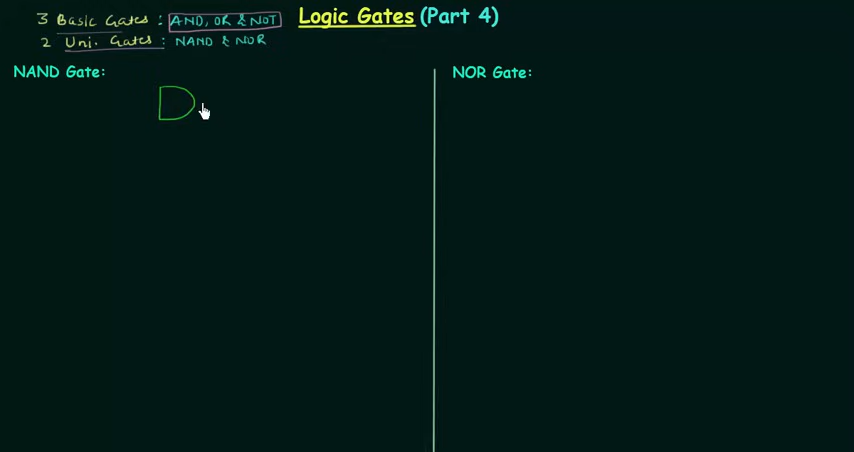 Logic Gates (Part 4)
3 Basic Gates : AND, OR & NOT
2 Uni. Gates : NAND & NOR
NAND Gate:
NOR Gate: